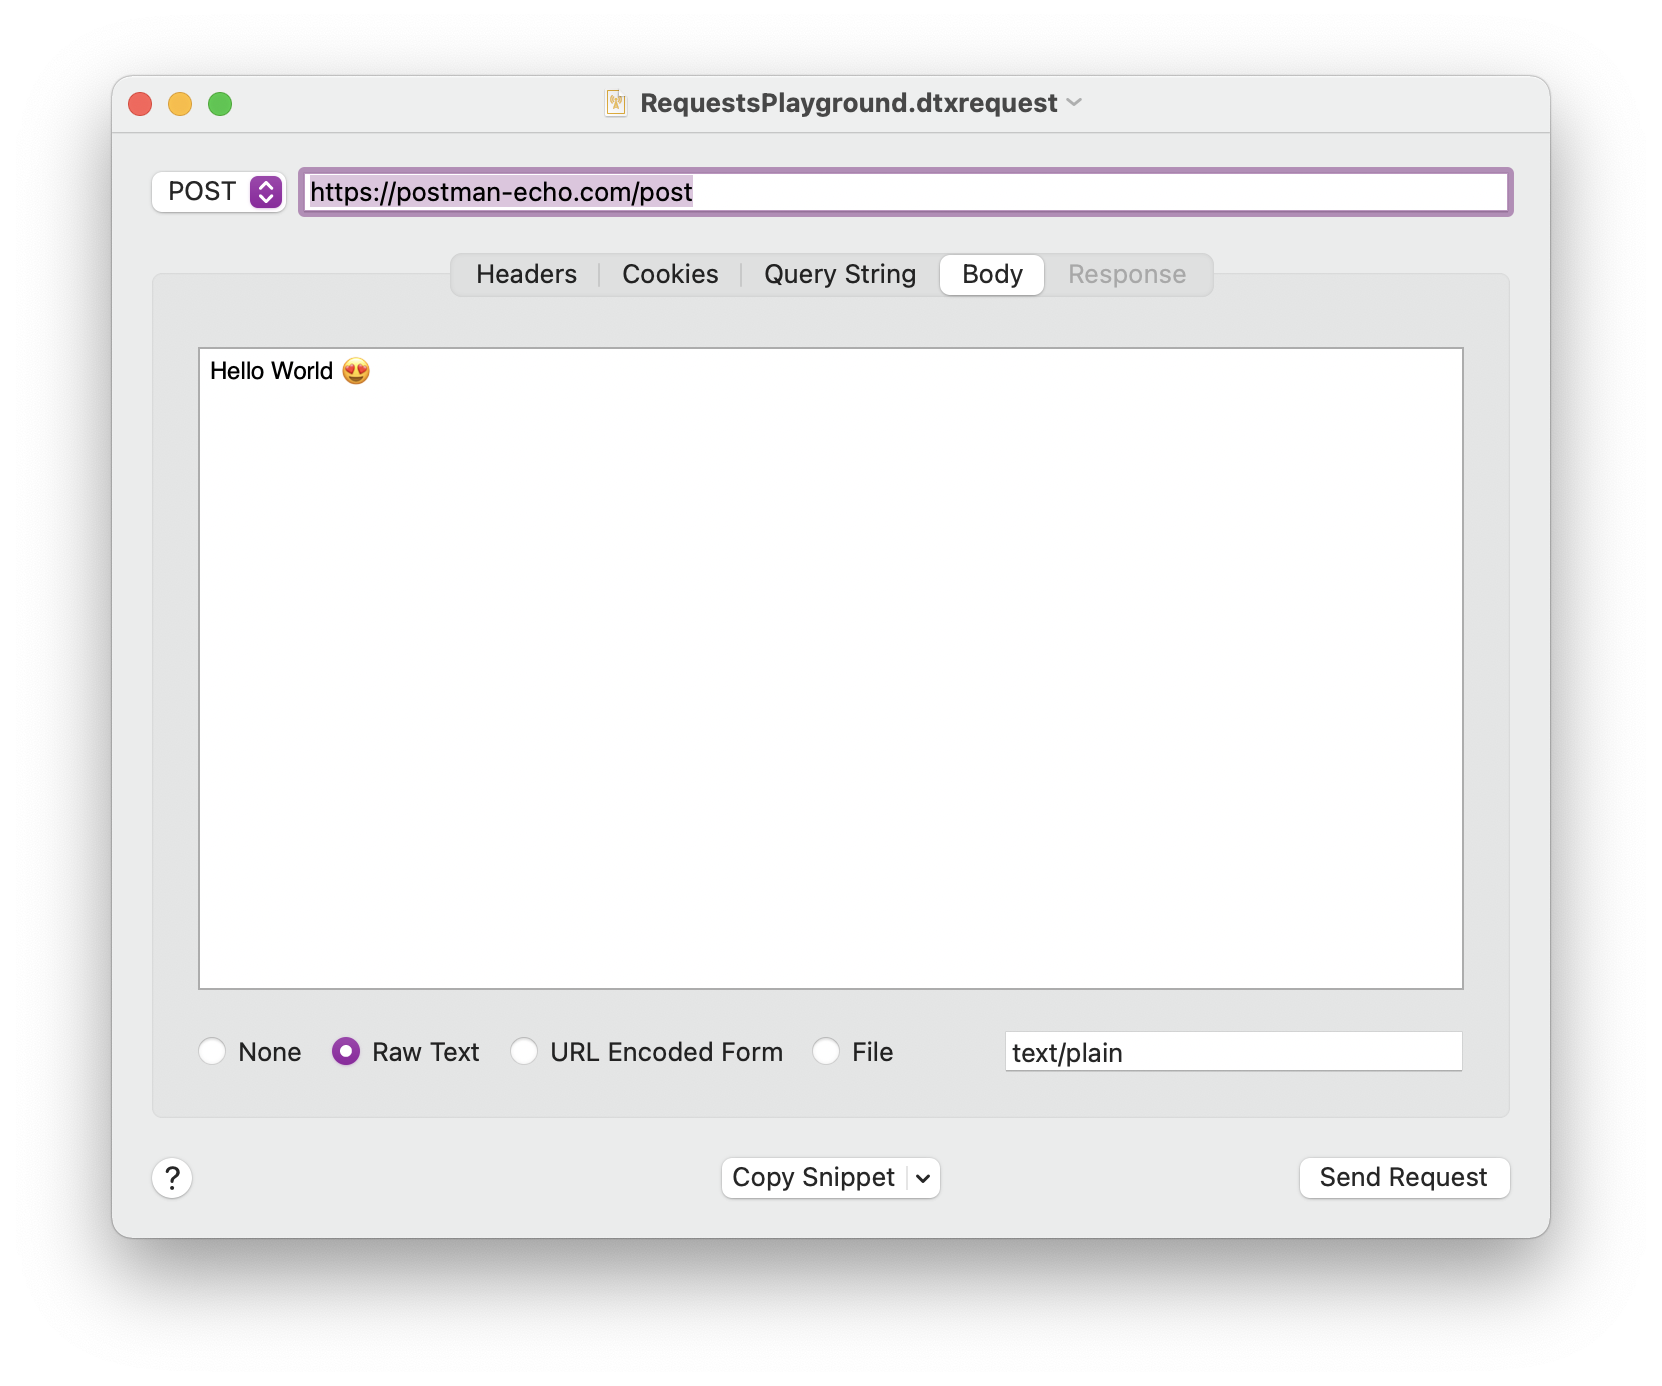 RequestsPlayground.dtxrequest
POST https://postman-echo.com/post
Headers Cookies Query String Body Response
Hello World 😍
None Raw Text URL Encoded Form File text/plain
? Copy Snippet Send Request